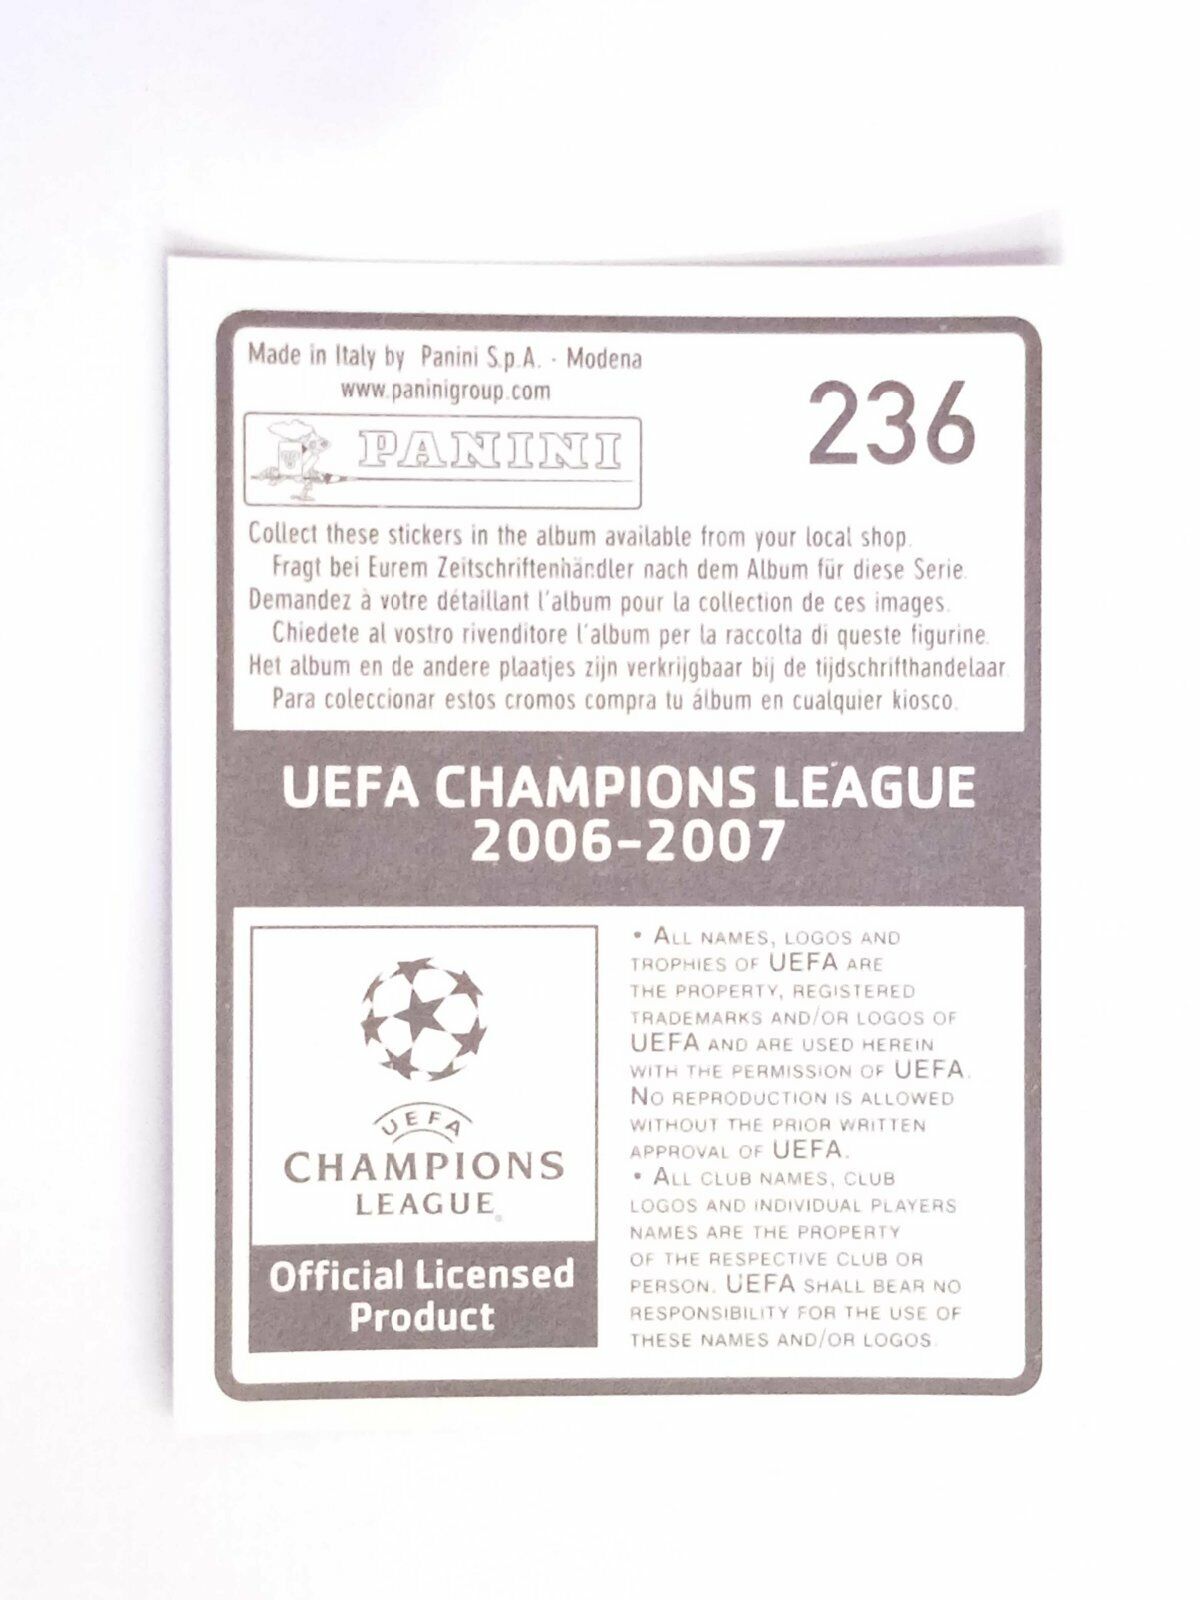 Made in Italy by Panini S.p.A. - Modena
www.paninigroup.com
236
PANINI
Collect these stickers in the album available from your local shop.
Fragt bei Eurem Zeitschriftenhändler nach dem Album für diese Serie.
Demandez à votre détaillant l'album pour la collection de ces images.
Chiedete al vostro rivenditore l'album per la raccolta di queste figurine.
Het album en de andere plaatjes zijn verkrijgbaar bij de tijdschrifthandelaar.
Para coleccionar estos cromos compra tu álbum en cualquier kiosco.
UEFA CHAMPIONS LEAGUE
2006-2007
UEFA
CHAMPIONS
LEAGUE®
Official Licensed
Product
• ALL NAMES, LOGOS AND
TROPHIES OF UEFA ARE
THE PROPERTY, REGISTERED
TRADEMARKS AND/OR LOGOS OF
UEFA AND ARE USED HEREIN
WITH THE PERMISSION OF UEFA.
NO REPRODUCTION IS ALLOWED
WITHOUT THE PRIOR WRITTEN
APPROVAL OF UEFA.
• ALL CLUB NAMES, CLUB
LOGOS AND INDIVIDUAL PLAYERS
NAMES ARE THE PROPERTY
OF THE RESPECTIVE CLUB OR
PERSON. UEFA SHALL BEAR NO
RESPONSIBILITY FOR THE USE OF
THESE NAMES AND/OR LOGOS.